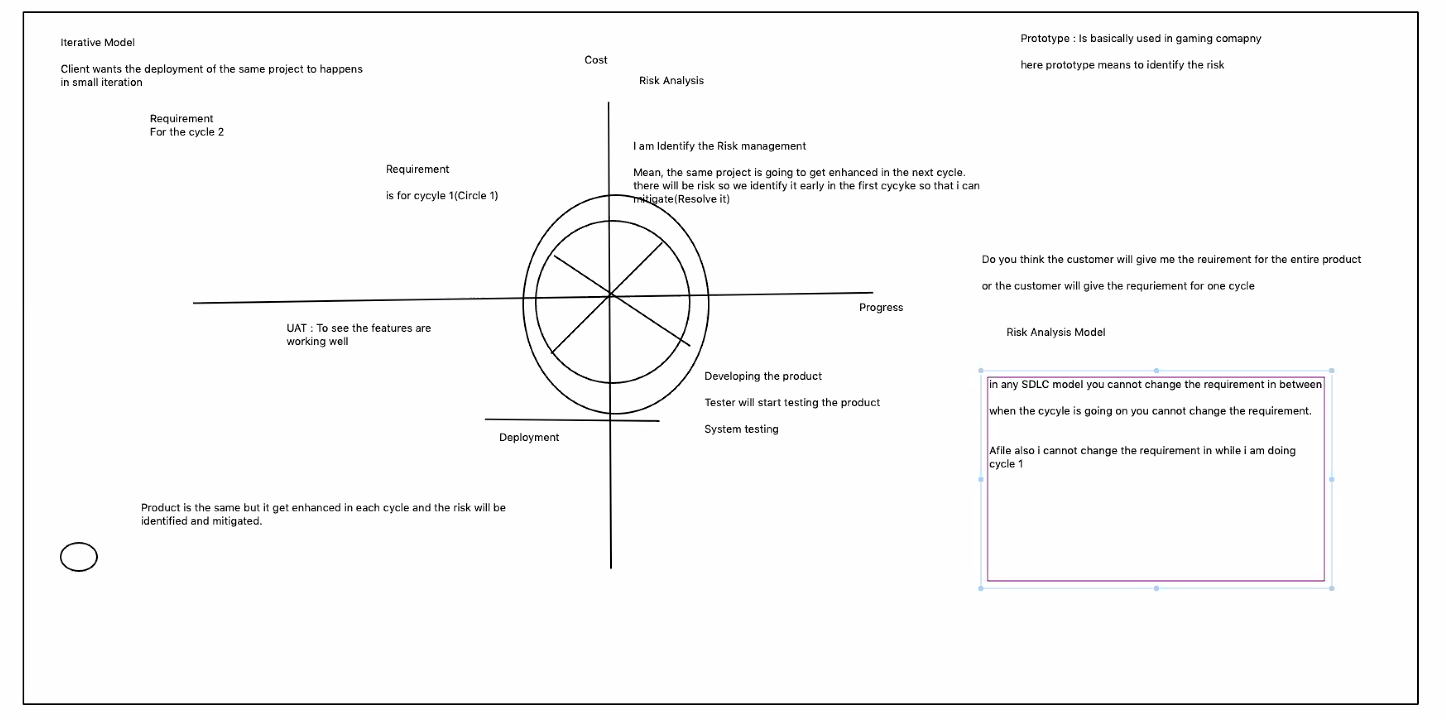 Iterative Model
Client wants the deployment of the same project to happens
in small iteration
Requirement
For the cycle 2
Requirement
is for cycyle 1(Circle 1)
Cost
Risk Analysis
I am Identify the Risk management
Mean, the same project is going to get enhanced in the next cycle.
there will be risk so we identify it early in the first cycyke so that i can
mitigate(Resolve it)
Prototype : Is basically used in gaming comapny
here prototype means to identify the risk
Do you think the customer will give me the reuirement for the entire product
or the customer will give the requriement for one cycle
Progress
UAT : To see the features are
working well
Risk Analysis Model
Developing the product
Tester will start testing the product
System testing
Deployment
in any SDLC model you cannot change the requirement in between
when the cycyle is going on you cannot change the requirement.
Afile also i cannot change the requirement in while i am doing
cycle 1
Product is the same but it get enhanced in each cycle and the risk will be
identified and mitigated.